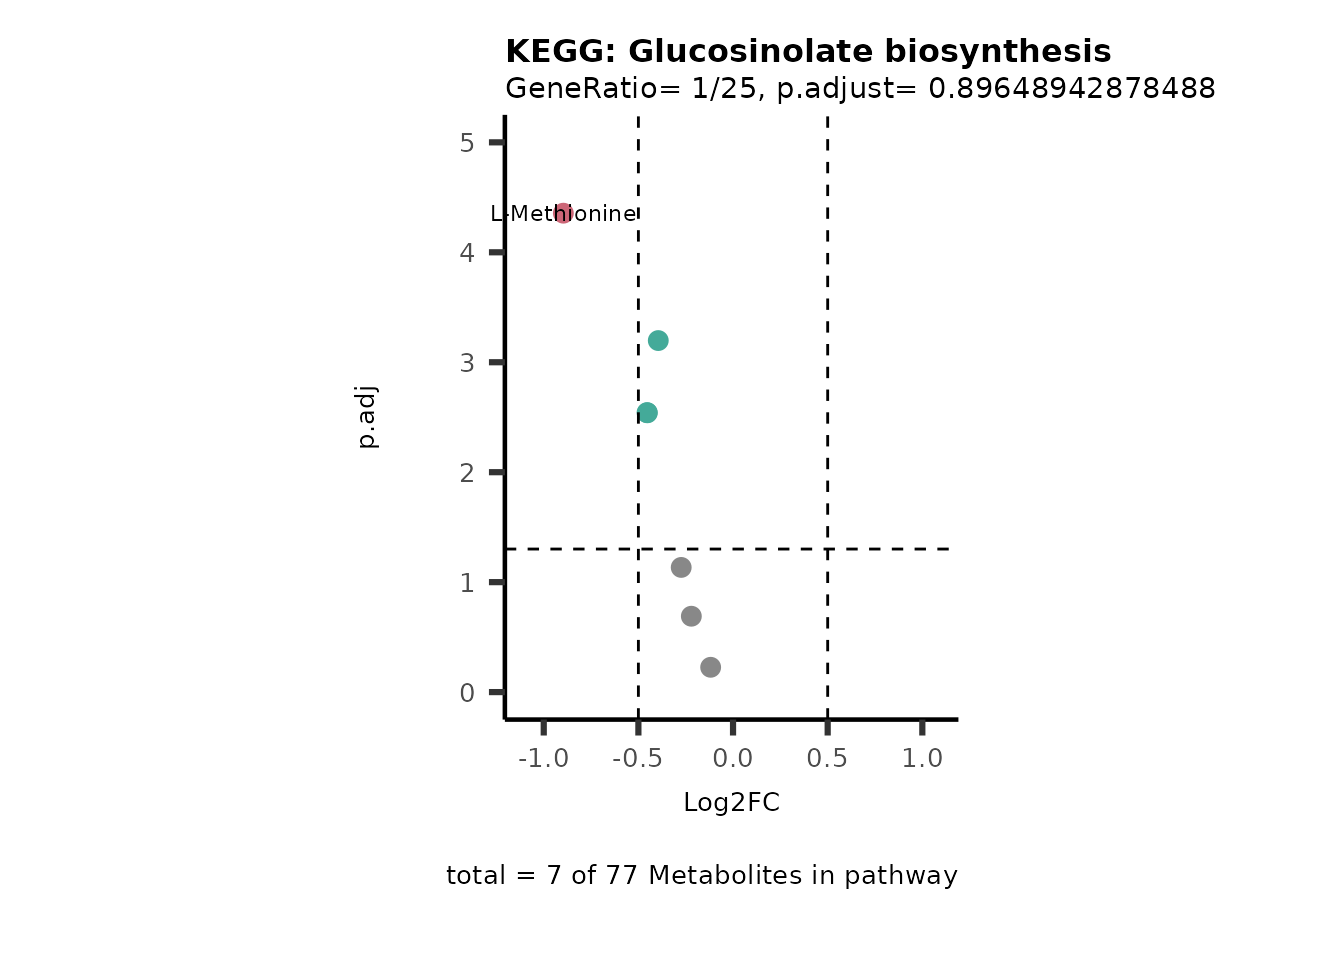 KEGG: Glucosinolate biosynthesis
GeneRatio= 1/25, p.adjust= 0.89648942878488
5
L-Methionine
4
3
p.adj
2
1
0
-1.0 -0.5 0.0 0.5 1.0
Log2FC
total = 7 of 77 Metabolites in pathway